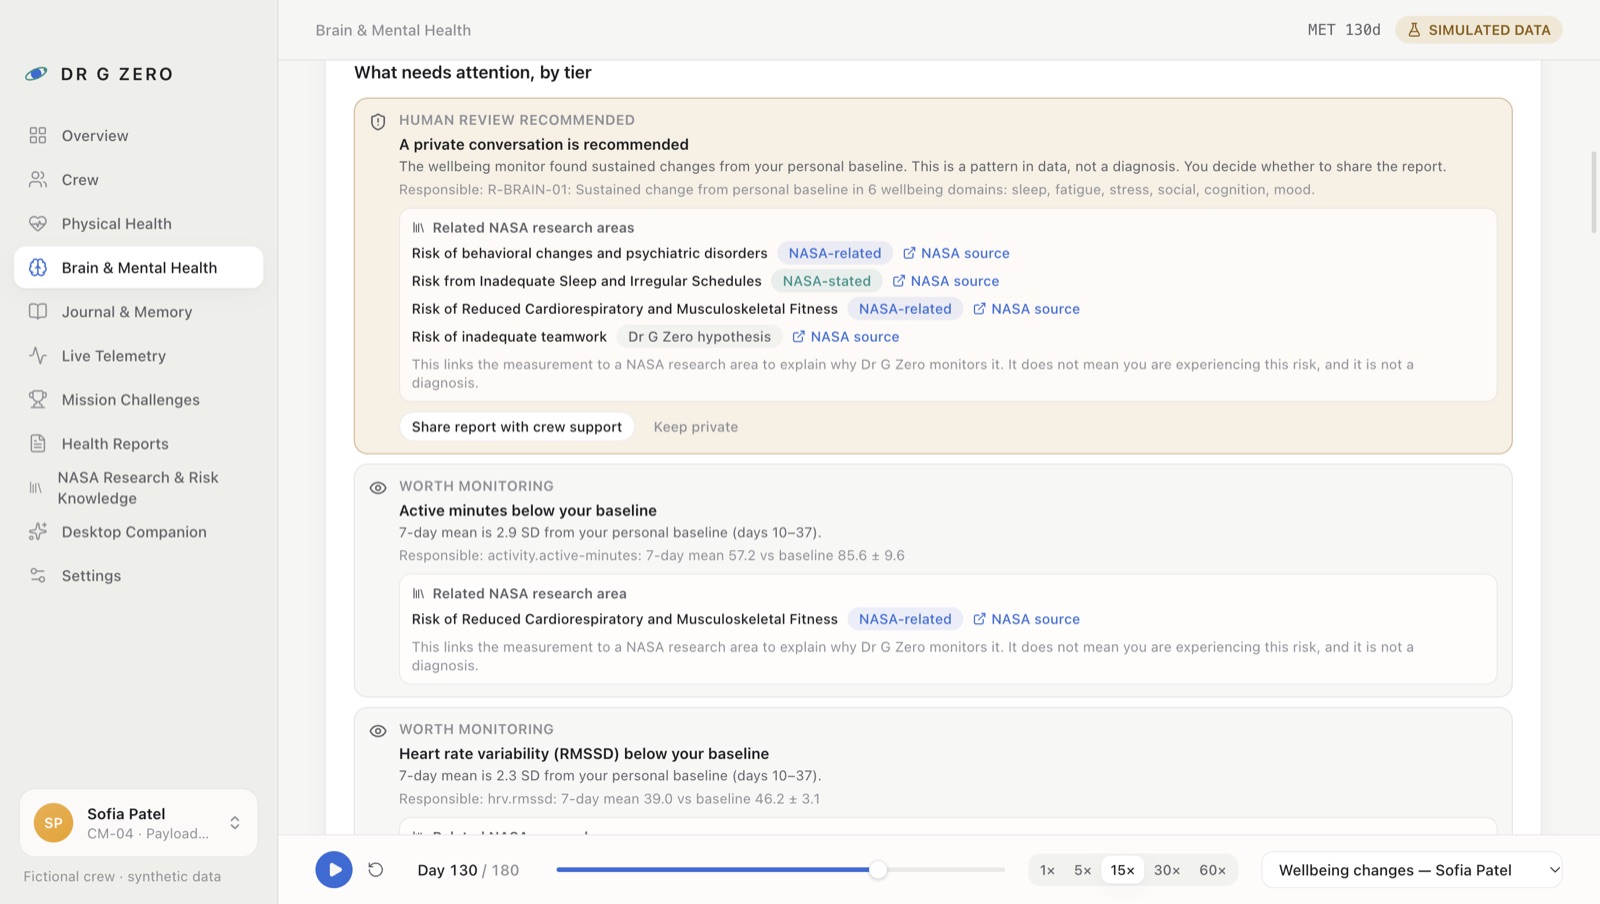 DR G ZERO
Overview
Crew
Physical Health
Brain & Mental Health
Journal & Memory
Live Telemetry
Mission Challenges
Health Reports
NASA Research & Risk
Knowledge
Desktop Companion
Settings
SP
Sofia Patel
CM-04 · Payload...
Fictional crew · synthetic data
Brain & Mental Health
MET 130d
SIMULATED DATA
What needs attention, by tier
HUMAN REVIEW RECOMMENDED
A private conversation is recommended
The wellbeing monitor found sustained changes from your personal baseline. This is a pattern in data, not a diagnosis. You decide whether to share the report.
Responsible: R-BRAIN-01: Sustained change from personal baseline in 6 wellbeing domains: sleep, fatigue, stress, social, cognition, mood.
Related NASA research areas
Risk of behavioral changes and psychiatric disorders NASA-related NASA source
Risk from Inadequate Sleep and Irregular Schedules NASA-stated NASA source
Risk of Reduced Cardiorespiratory and Musculoskeletal Fitness NASA-related NASA source
Risk of inadequate teamwork Dr G Zero hypothesis NASA source
This links the measurement to a NASA research area to explain why Dr G Zero monitors it. It does not mean you are experiencing this risk, and it is not a
diagnosis.
Share report with crew support Keep private
WORTH MONITORING
Active minutes below your baseline
7-day mean is 2.9 SD from your personal baseline (days 10–37).
Responsible: activity.active-minutes: 7-day mean 57.2 vs baseline 85.6 ± 9.6
Related NASA research area
Risk of Reduced Cardiorespiratory and Musculoskeletal Fitness NASA-related NASA source
This links the measurement to a NASA research area to explain why Dr G Zero monitors it. It does not mean you are experiencing this risk, and it is not a
diagnosis.
WORTH MONITORING
Heart rate variability (RMSSD) below your baseline
7-day mean is 2.3 SD from your personal baseline (days 10–37).
Responsible: hrv.rmssd: 7-day mean 39.0 vs baseline 46.2 ± 3.1
Day 130 / 180
1× 5× 15× 30× 60×
Wellbeing changes — Sofia Patel